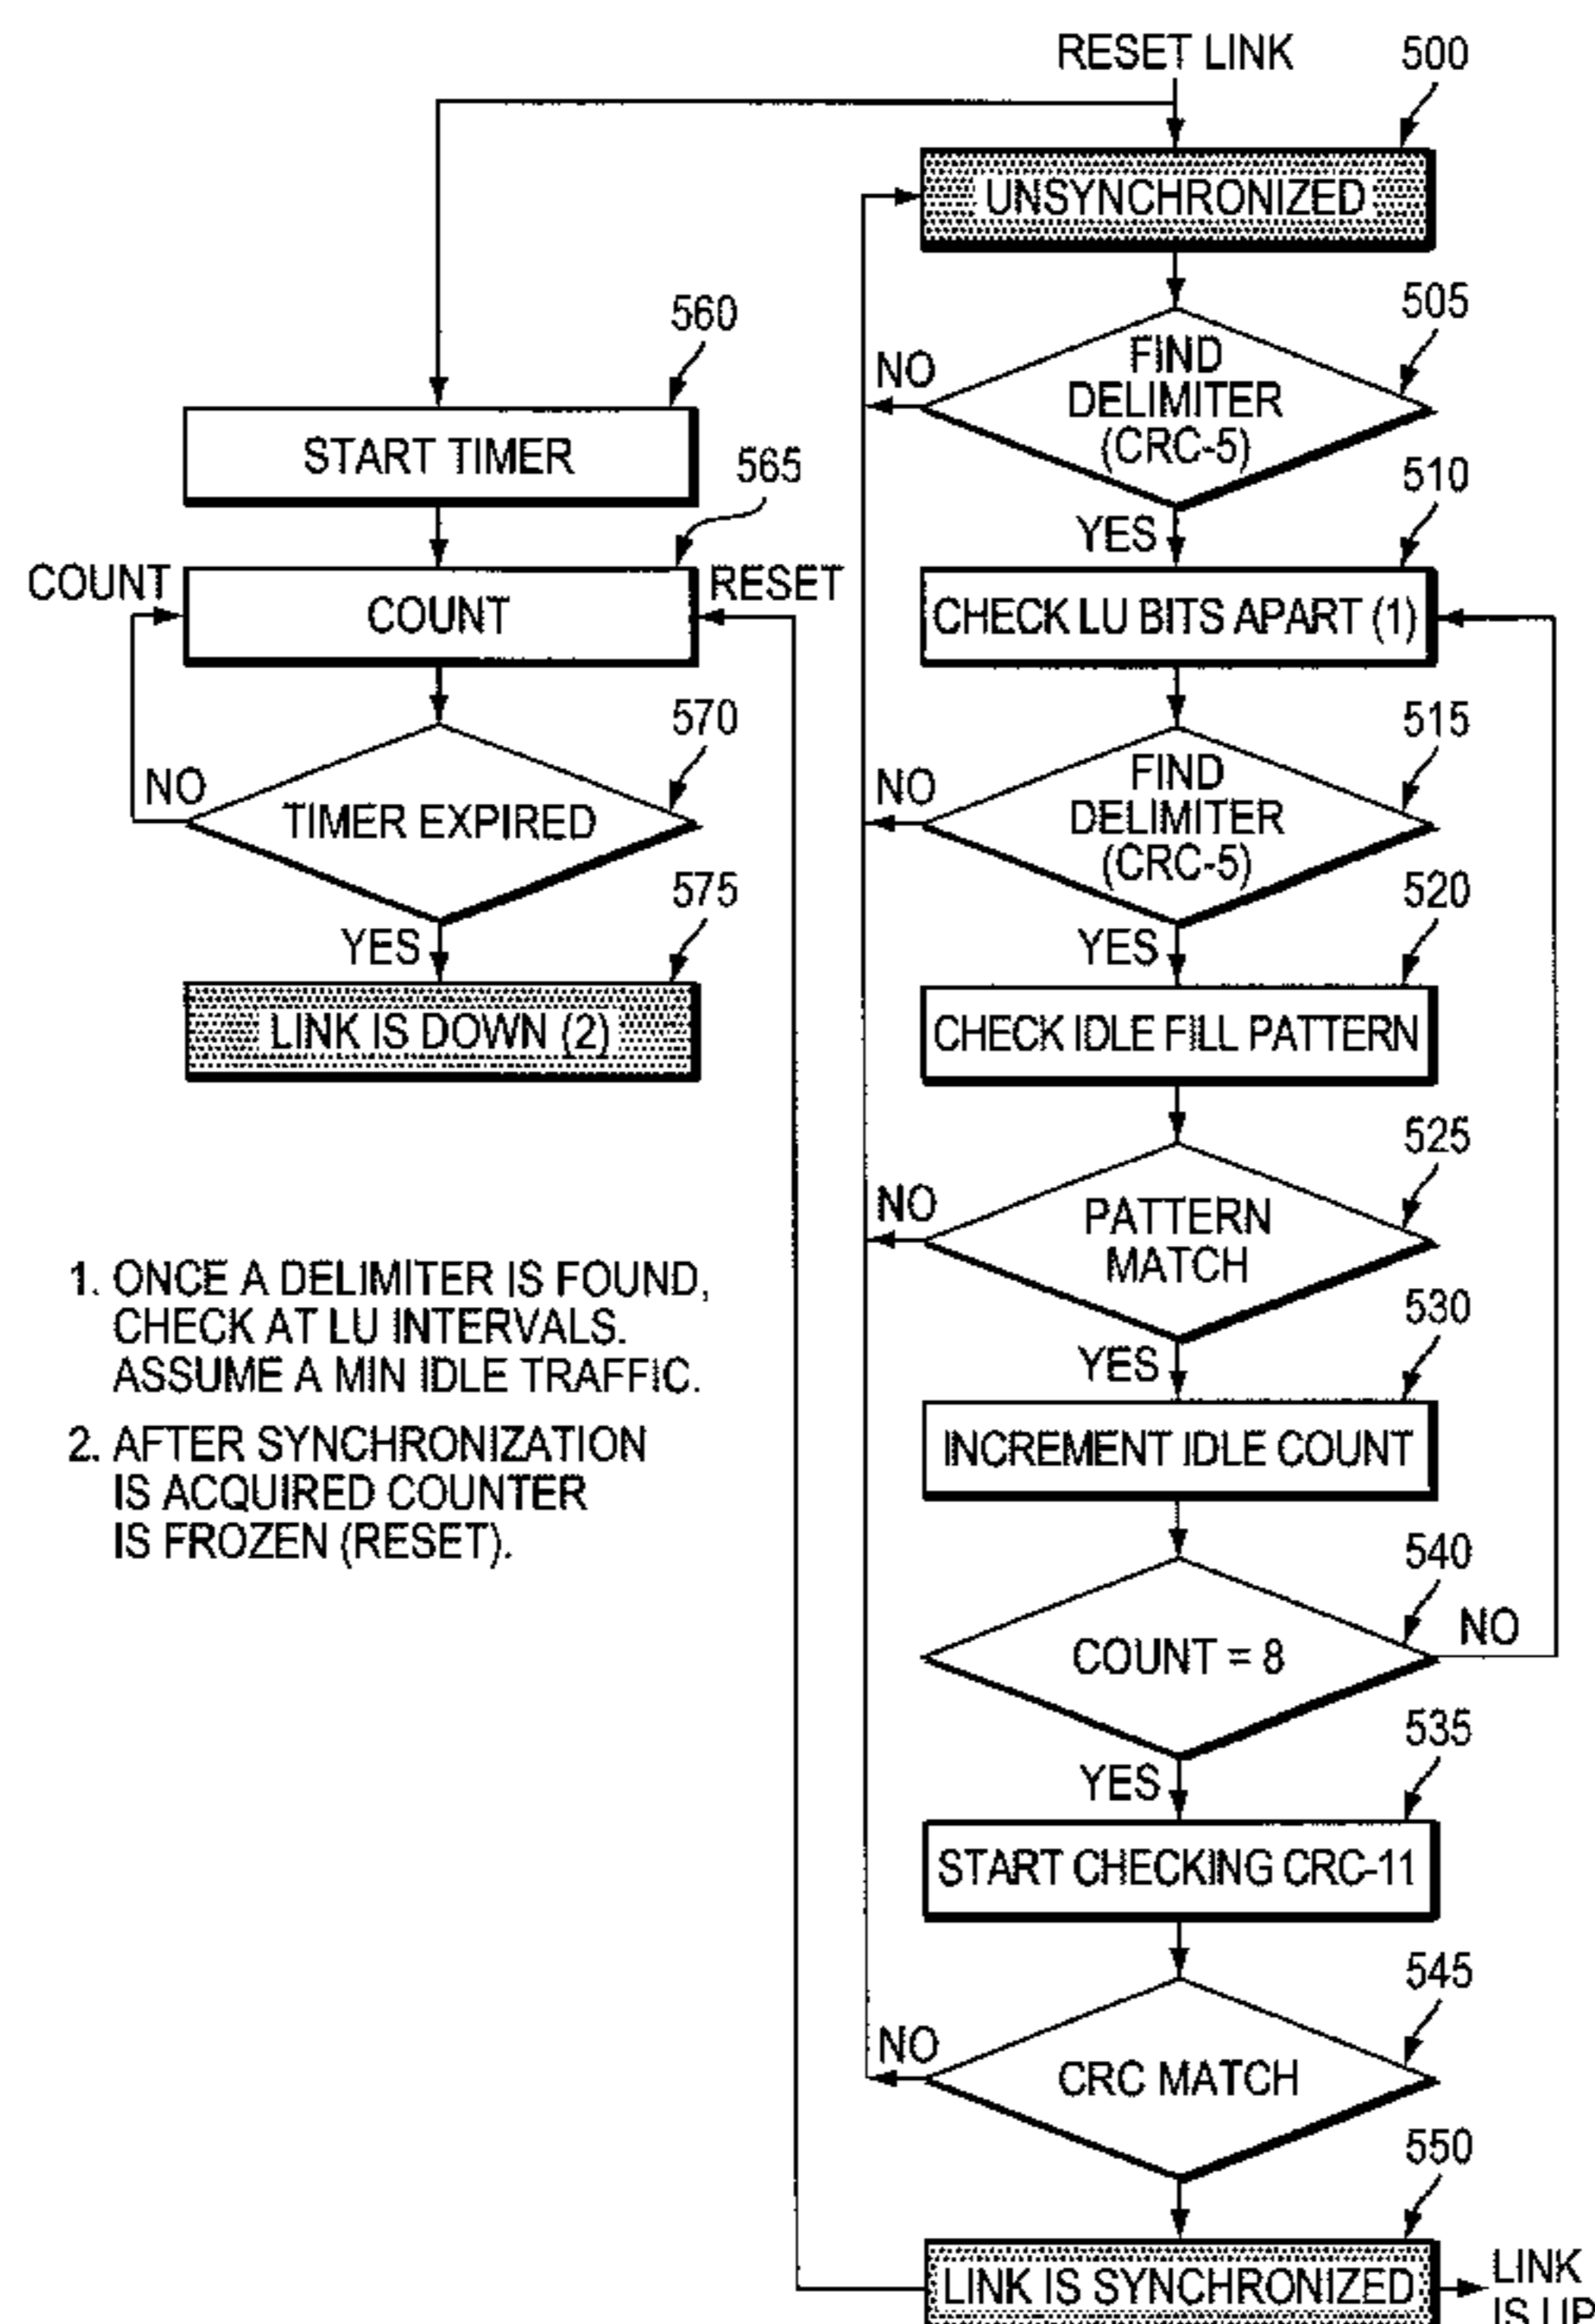 RESET LINK
500
UNSYNCHRONIZED
505
FIND
DELIMITER
(CRC-5)
NO
YES
510
CHECK LU BITS APART (1)
515
FIND
DELIMITER
(CRC-5)
NO
YES
520
CHECK IDLE FILL PATTERN
525
PATTERN
MATCH
NO
YES
530
INCREMENT IDLE COUNT
540
COUNT = 8
NO
YES
535
START CHECKING CRC-11
545
CRC MATCH
NO
550
LINK IS SYNCHRONIZED
LINK
IS UP
560
START TIMER
565
COUNT
COUNT
RESET
570
TIMER EXPIRED
NO
YES
575
LINK IS DOWN (2)
1. ONCE A DELIMITER IS FOUND,
CHECK AT LU INTERVALS.
ASSUME A MIN IDLE TRAFFIC.
2. AFTER SYNCHRONIZATION
IS ACQUIRED COUNTER
IS FROZEN (RESET).